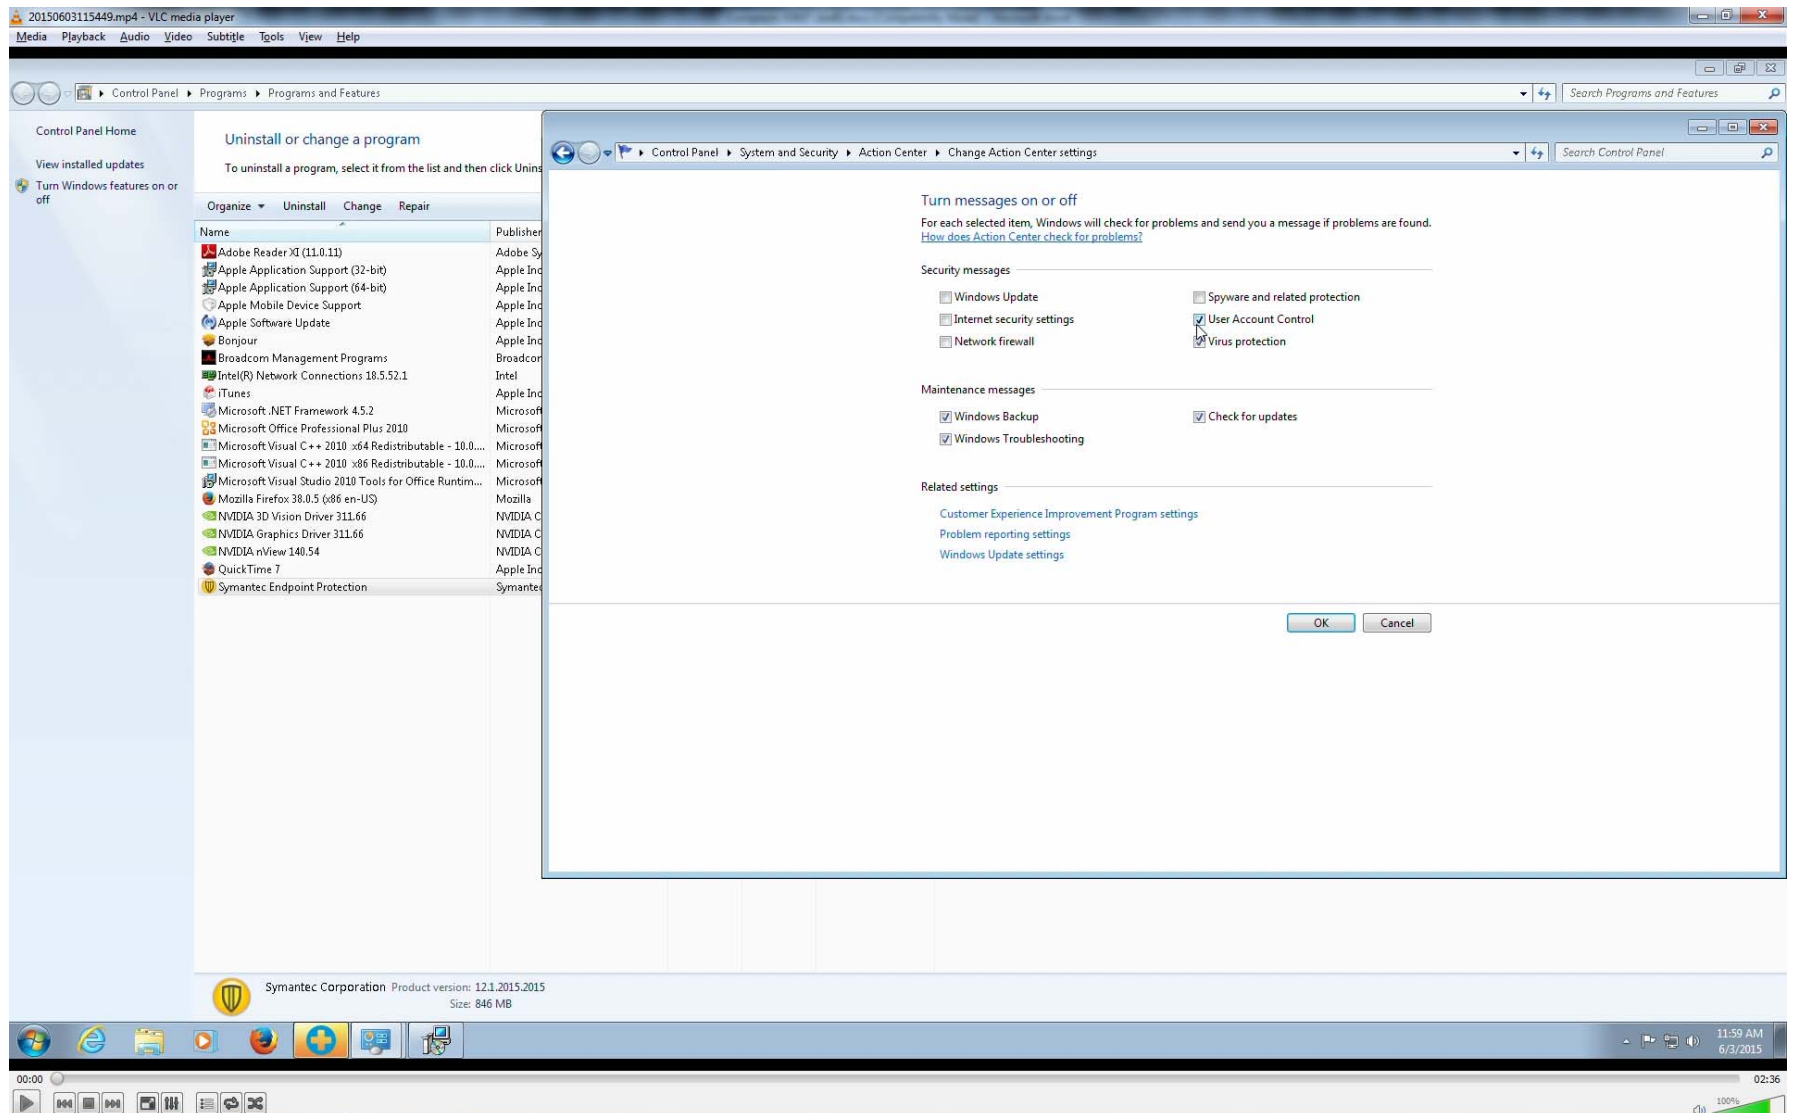 20150603115449.mp4 - VLC media player
Media Playback Audio Video Subtitle Tools View Help
Control Panel Programs Programs and Features
Search Programs and Features
Control Panel Home
View installed updates
Turn Windows features on or
off
Uninstall or change a program
To uninstall a program, select it from the list and then click Unins
Organize Uninstall Change Repair
Name Publisher
Adobe Reader XI (11.0.11) Adobe Sy
Apple Application Support (32-bit) Apple Inc
Apple Application Support (64-bit) Apple Inc
Apple Mobile Device Support Apple Inc
Apple Software Update Apple Inc
Bonjour Apple Inc
Broadcom Management Programs Broadcor
Intel(R) Network Connections 18.5.52.1 Intel
iTunes Apple Inc
Microsoft .NET Framework 4.5.2 Microsoft
Microsoft Office Professional Plus 2010 Microsoft
Microsoft Visual C++ 2010 x64 Redistributable - 10.0.... Microsoft
Microsoft Visual C++ 2010 x86 Redistributable - 10.0.... Microsoft
Microsoft Visual Studio 2010 Tools for Office Runtim... Microsoft
Mozilla Firefox 38.0.5 (x86 en-US) Mozilla
NVIDIA 3D Vision Driver 311.66 NVIDIA C
NVIDIA Graphics Driver 311.66 NVIDIA C
NVIDIA nView 140.54 NVIDIA C
QuickTime 7 Apple Inc
Symantec Endpoint Protection Symantec
Control Panel System and Security Action Center Change Action Center settings
Search Control Panel
Turn messages on or off
For each selected item, Windows will check for problems and send you a message if problems are found.
How does Action Center check for problems?
Security messages
Windows Update Spyware and related protection
Internet security settings User Account Control
Network firewall Virus protection
Maintenance messages
Windows Backup Check for updates
Windows Troubleshooting
Related settings
Customer Experience Improvement Program settings
Problem reporting settings
Windows Update settings
OK Cancel
Symantec Corporation Product version: 12.1.2015.2015
Size: 846 MB
11:59 AM
6/3/2015
00:00 02:36
100%